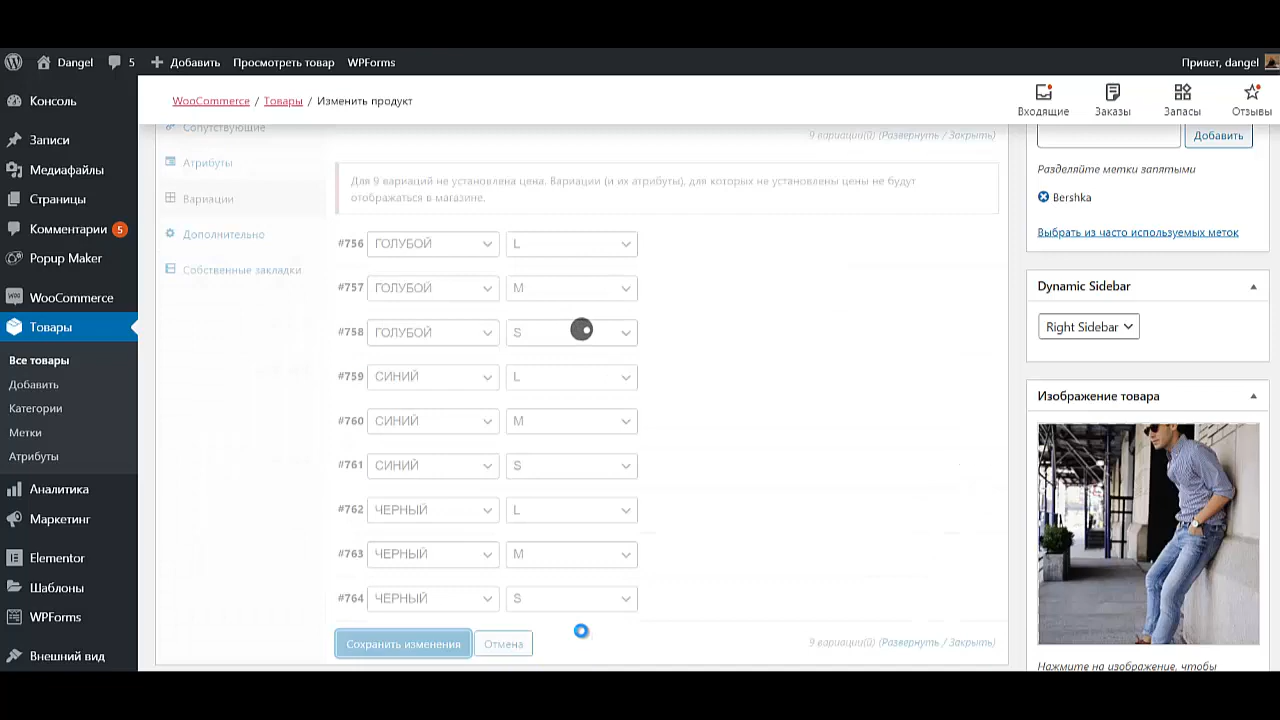 Dangel 5 Добавить Просмотреть товар WPForms Привет, dangel
WooCommerce / Товары / Изменить продукт
Входящие Заказы Запасы Отзывы
Консоль
Записи
Медиафайлы
Страницы
Комментарии 5
Popup Maker
WooCommerce
Товары
Все товары
Добавить
Категории
Метки
Атрибуты
Аналитика
Маркетинг
Elementor
Шаблоны
WPForms
Внешний вид
Сопутствующие
Атрибуты
Вариации
Дополнительно
Собственные закладки
9 вариации(0) (Развернуть / Закрыть)
Для 9 вариаций не установлена цена. Вариации (и их атрибуты), для которых не установлены цены не будут
отображаться в магазине.
#756 ГОЛУБОЙ L
#757 ГОЛУБОЙ M
#758 ГОЛУБОЙ S
#759 СИНИЙ L
#760 СИНИЙ M
#761 СИНИЙ S
#762 ЧЕРНЫЙ L
#763 ЧЕРНЫЙ M
#764 ЧЕРНЫЙ S
Сохранить изменения Отмена 9 вариации(0) (Развернуть / Закрыть)
Добавить
Разделяйте метки запятыми
Bershka
Выбрать из часто используемых меток
Dynamic Sidebar
Right Sidebar
Изображение товара
Нажмите на изображение, чтобы